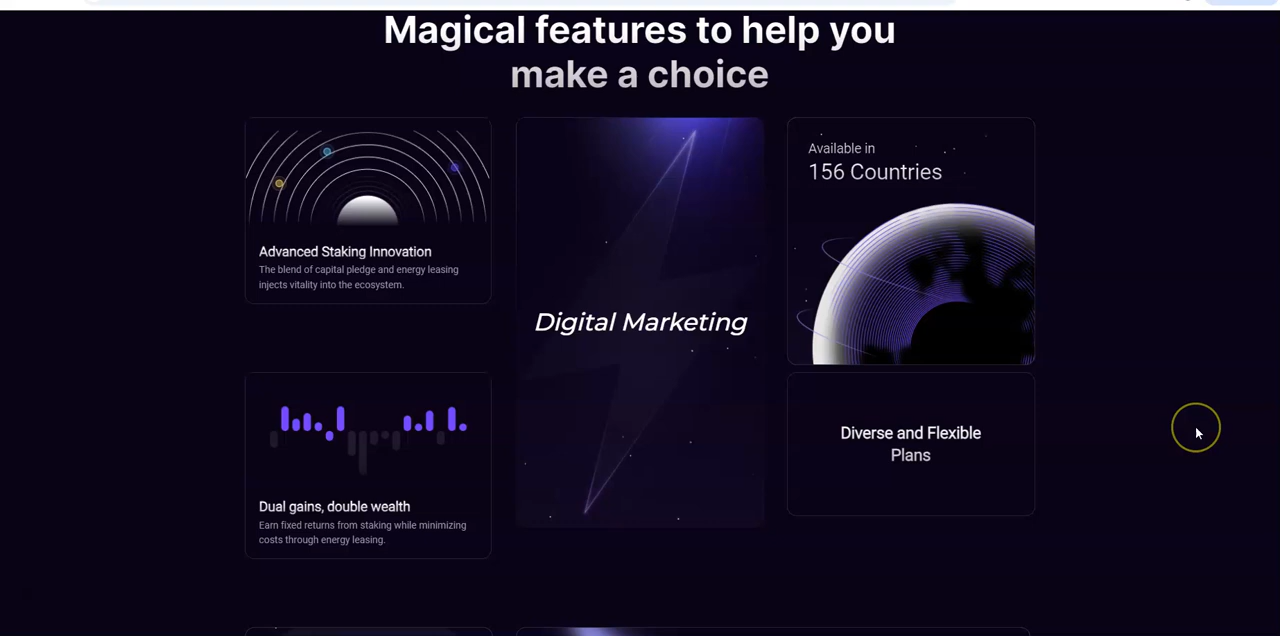 Magical features to help you
make a choice
Advanced Staking Innovation
The blend of capital pledge and energy leasing
injects vitality into the ecosystem.
Digital Marketing
Available in
156 Countries
Dual gains, double wealth
Earn fixed returns from staking while minimizing
costs through energy leasing.
Diverse and Flexible
Plans